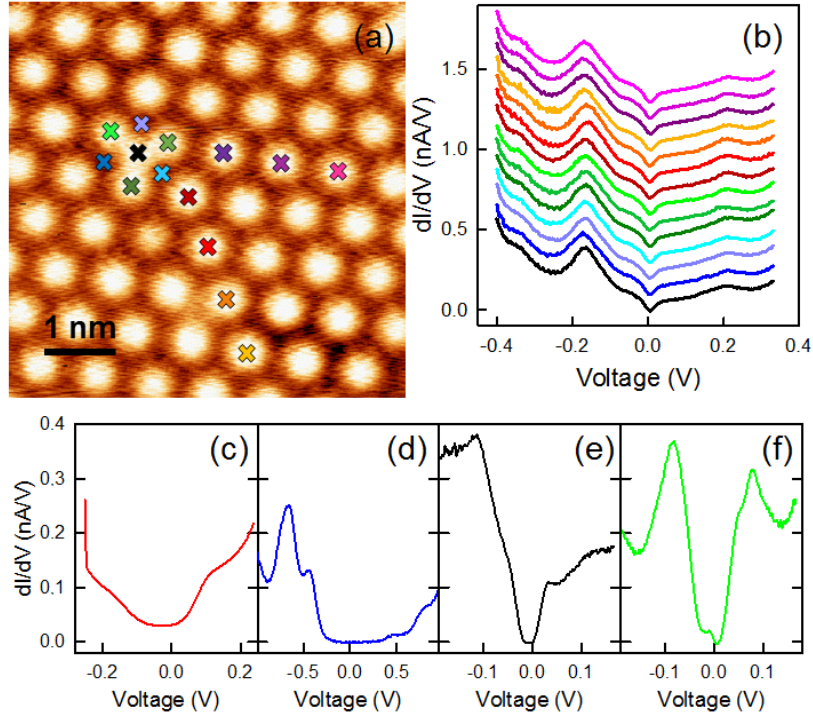 (a)
1 nm
(b)
dI/dV (nA/V)
1.5
1.0
0.5
0.0
-0.4 -0.2 0.0 0.2 0.4
Voltage (V)
(c) (d) (e) (f)
dI/dV (nA/V)
0.4
0.3
0.2
0.1
0.0
-0.2 0.0 0.2 -0.5 0.0 0.5 -0.1 0.0 0.1 -0.1 0.0 0.1
Voltage (V) Voltage (V) Voltage (V) Voltage (V)